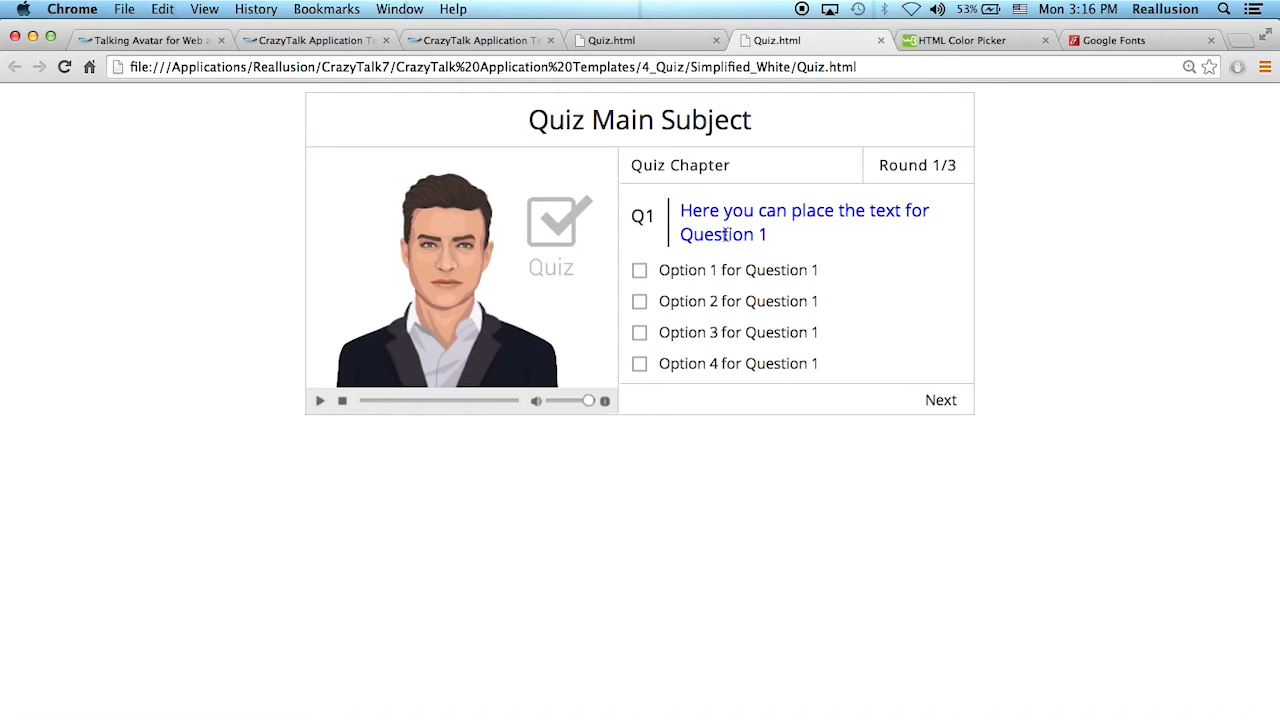 Chrome File Edit View History Bookmarks Window Help 53% Mon 3:16 PM Reallusion
Talking Avatar for Web a CrazyTalk Application Te CrazyTalk Application Te Quiz.html Quiz.html HTML Color Picker Google Fonts
file:///Applications/Reallusion/CrazyTalk7/CrazyTalk%20Application%20Templates/4_Quiz/Simplified_White/Quiz.html
Quiz Main Subject
Quiz Chapter Round 1/3
Quiz
Q1
Here you can place the text for
Question 1
Option 1 for Question 1
Option 2 for Question 1
Option 3 for Question 1
Option 4 for Question 1
Next